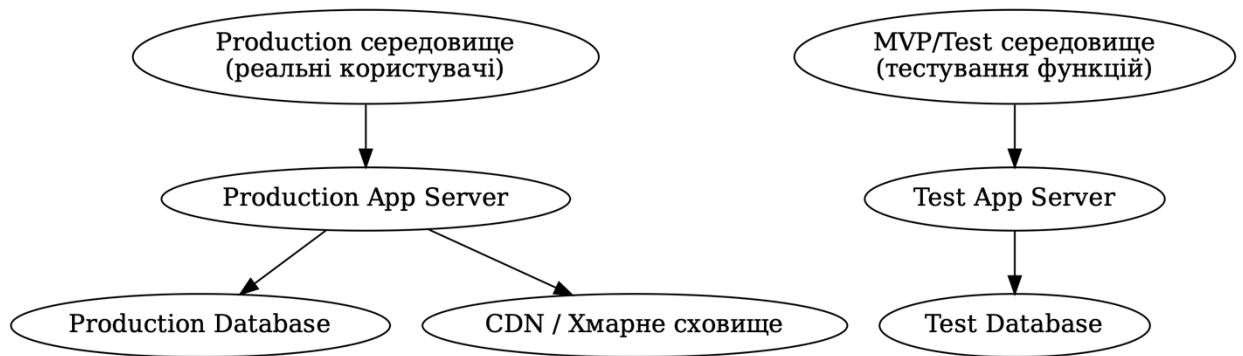 Production середовище
(реальні користувачі)
MVP/Test середовище
(тестування функцій)
Production App Server
Test App Server
Production Database
CDN / Хмарне сховище
Test Database